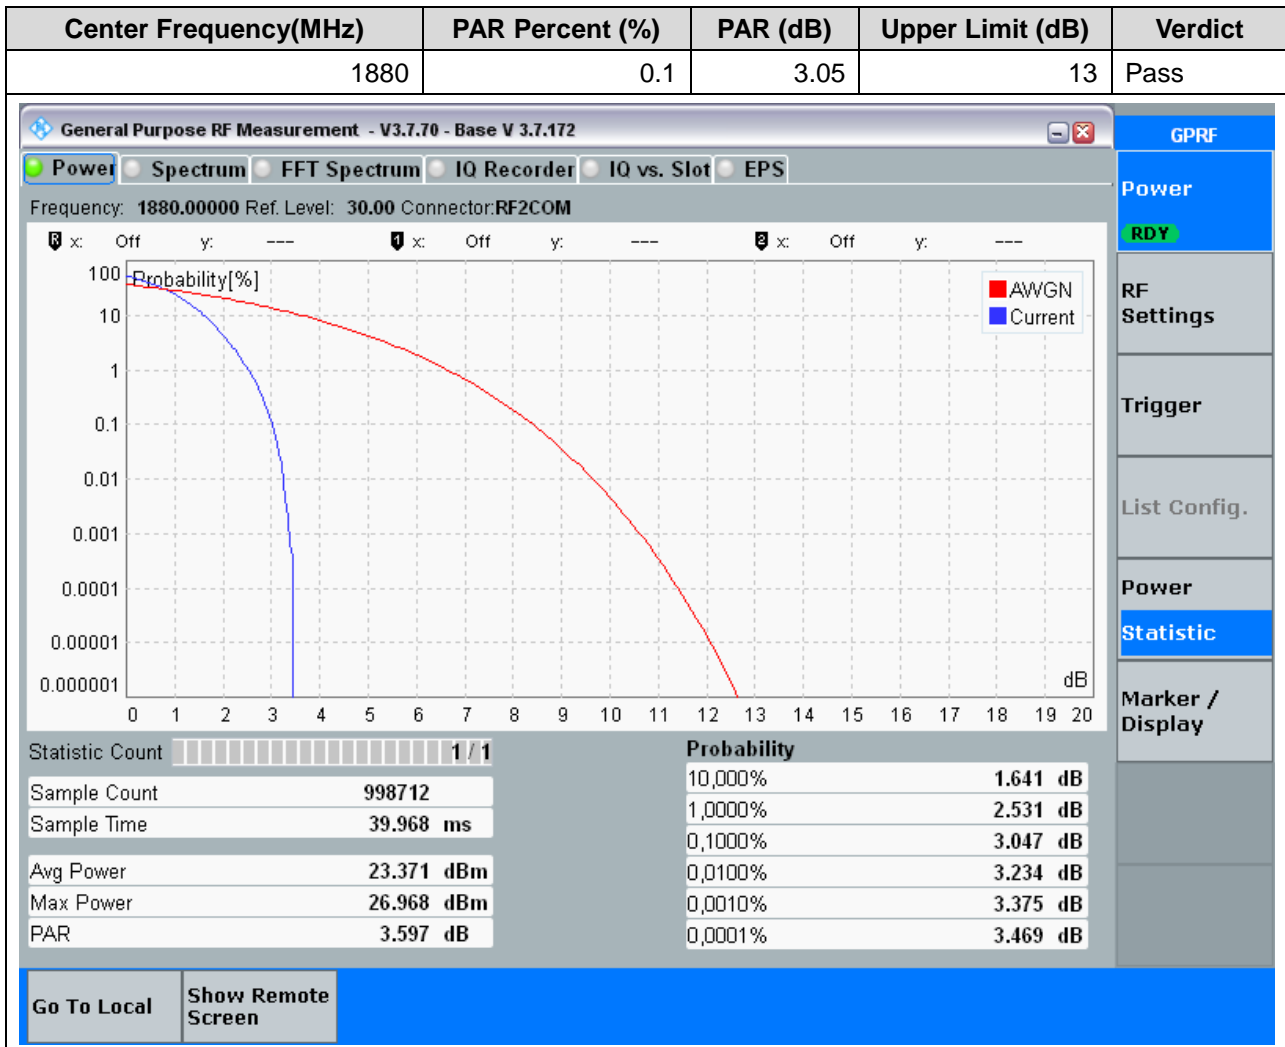 Center Frequency(MHz) PAR Percent (%) PAR (dB) Upper Limit (dB) Verdict
1880 0.1 3.05 13 Pass
General Purpose RF Measurement - V3.7.70 - Base V 3.7.172
GPRF
Power Spectrum FFT Spectrum IQ Recorder IQ vs. Slot EPS
Frequency: 1880.00000 Ref. Level: 30.00 Connector:RF2COM
R x: Off y: --- 1 x: Off y: --- 2 x: Off y: ---
Probability[%]
AWGN
Current
100
10
1
0.1
0.01
0.001
0.0001
0.00001
0.000001
dB
0 1 2 3 4 5 6 7 8 9 10 11 12 13 14 15 16 17 18 19 20
Statistic Count 1 / 1
Sample Count 998712
Sample Time 39.968 ms
Avg Power 23.371 dBm
Max Power 26.968 dBm
PAR 3.597 dB
Probability
10,000% 1.641 dB
1,0000% 2.531 dB
0,1000% 3.047 dB
0,0100% 3.234 dB
0,0010% 3.375 dB
0,0001% 3.469 dB
Power
RDY
RF
Settings
Trigger
List Config.
Power
Statistic
Marker /
Display
Go To Local
Show Remote
Screen